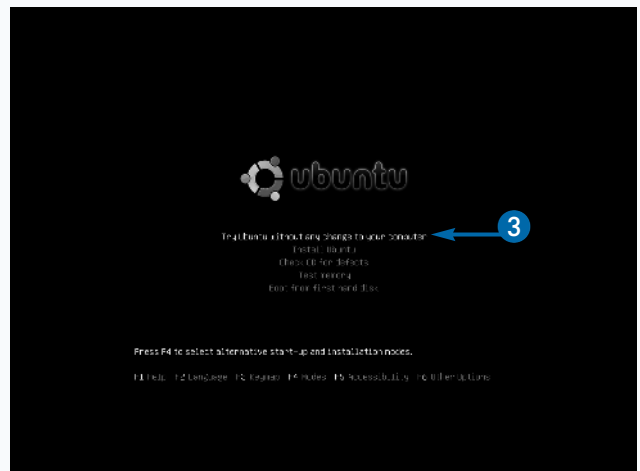 ubuntu
Try Ubuntu without any change to your computer
3
Install Ubuntu
Check CD for defects
Test memory
Boot from first hard disk
Press F4 to select alternative start-up and installation modes.
F1 Help F2 Language F3 Keymap F4 Modes F5 Accessibility F6 Other Options